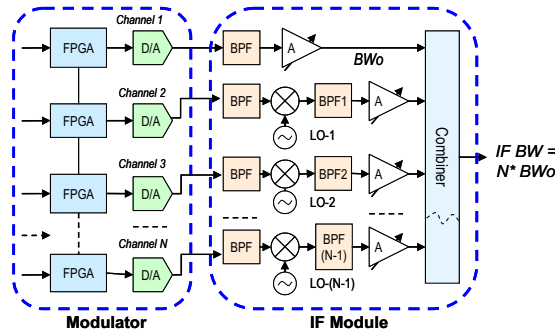 Channel 1
FPGA
D/A
BPF
A
BWo
Channel 2
FPGA
D/A
BPF
BPF1
A
LO-1
Channel 3
FPGA
D/A
BPF
BPF2
A
LO-2
Channel N
FPGA
D/A
BPF
BPF
(N-1)
A
LO-(N-1)
Combiner
IF BW =
N* BWo
Modulator
IF Module